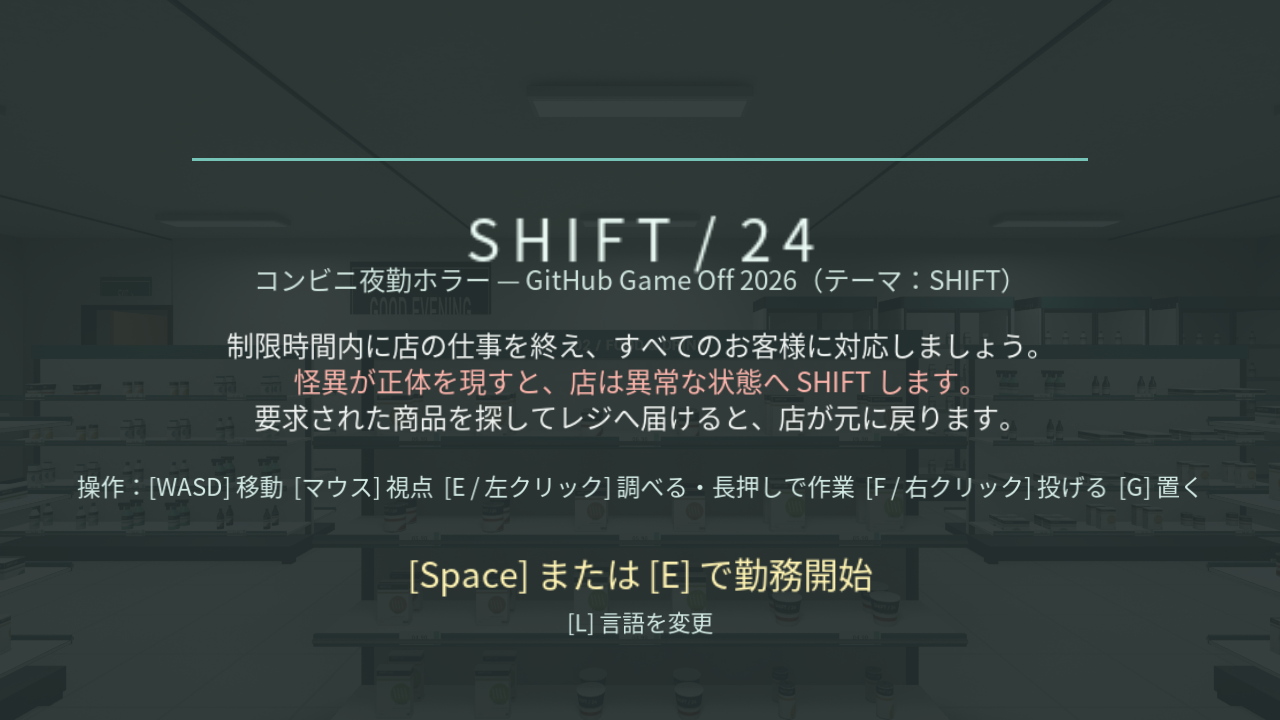 SHIFT / 24
コンビニ夜勤ホラー — GitHub Game Off 2026（テーマ：SHIFT）
GOOD EVENING
制限時間内に店の仕事を終え、すべてのお客様に対応しましょう。
怪異が正体を現すと、店は異常な状態へ SHIFT します。
要求された商品を探してレジへ届けると、店が元に戻ります。
操作：[WASD] 移動 [マウス] 視点 [E / 左クリック] 調べる・長押しで作業 [F / 右クリック] 投げる [G] 置く
[Space] または [E] で勤務開始
[L] 言語を変更